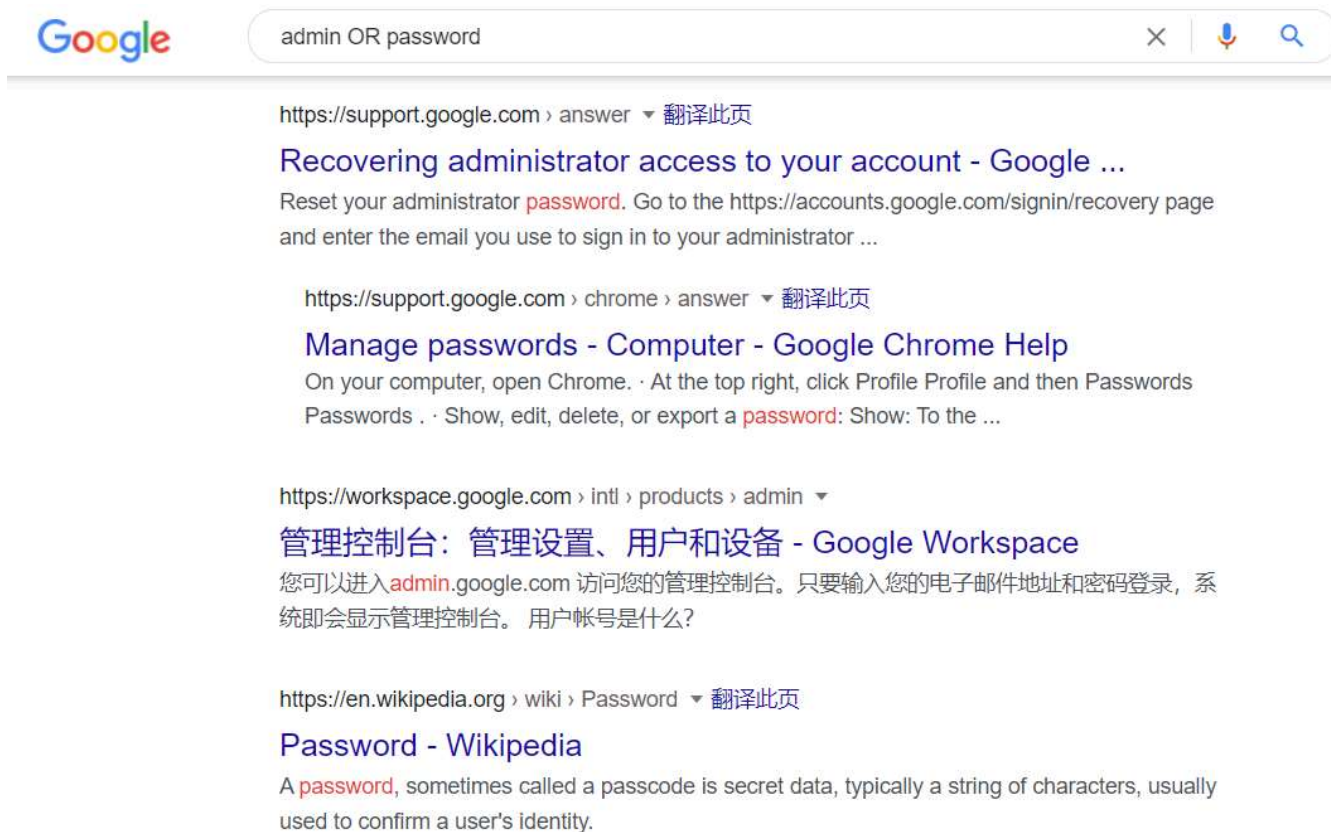 Google
admin OR password
https://support.google.com › answer ▼ 翻译此页
Recovering administrator access to your account - Google ...
Reset your administrator password. Go to the https://accounts.google.com/signin/recovery page
and enter the email you use to sign in to your administrator ...
https://support.google.com › chrome › answer ▼ 翻译此页
Manage passwords - Computer - Google Chrome Help
On your computer, open Chrome. · At the top right, click Profile Profile and then Passwords
Passwords . · Show, edit, delete, or export a password: Show: To the ...
https://workspace.google.com › intl › products › admin ▼
管理控制台：管理设置、用户和设备 - Google Workspace
您可以进入admin.google.com 访问您的管理控制台。只要输入您的电子邮件地址和密码登录，系
统即会显示管理控制台。 用户帐号是什么?
https://en.wikipedia.org › wiki › Password ▼ 翻译此页
Password - Wikipedia
A password, sometimes called a passcode is secret data, typically a string of characters, usually
used to confirm a user's identity.